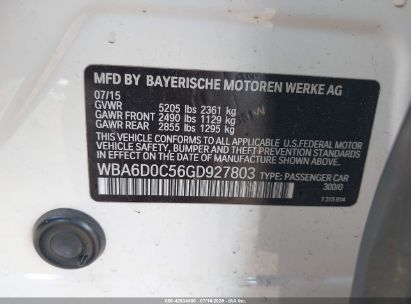 MFD BY BAYERISCHE MOTOREN WERKE AG
07/15
GVWR 5205 lbs 2361 kg
GAWR FRONT 2490 lbs 1129 kg
GAWR REAR 2855 lbs 1295 kg
THIS VEHICLE CONFORMS TO ALL APPLICABLE U.S.FEDERAL MOTOR
VEHICLE SAFETY, BUMPER AND THEFT PREVENTION STANDARDS
IN EFFECT ON THE DATE OF MANUFACTURE SHOWN ABOVE.
WBA6D0C56GD927803 TYPE: PASSENGER CAR
300/0
7 315 814